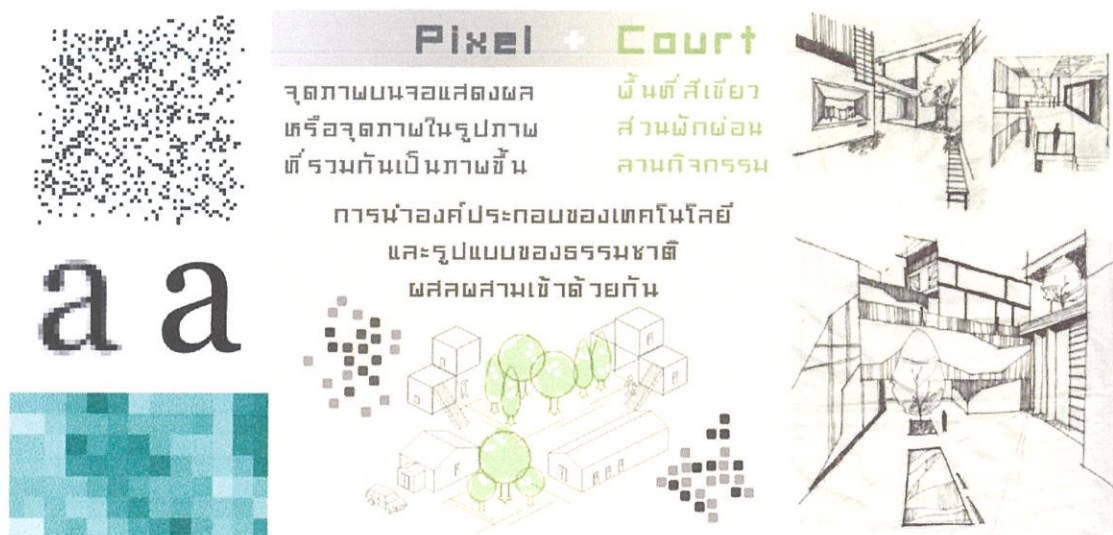 Pixel + Court
จุดภาพบนจอแสดงผล
หรือจุดภาพในรูปภาพ
ที่รวมกันเป็นภาพขึ้น
พื้นที่สีเขียว
ส่วนพักผ่อน
ลานกิจกรรม
การนำองค์ประกอบของเทคโนโลยี
และรูปแบบของธรรมชาติ
ผสลผสามเข้าด้วยกัน
a a